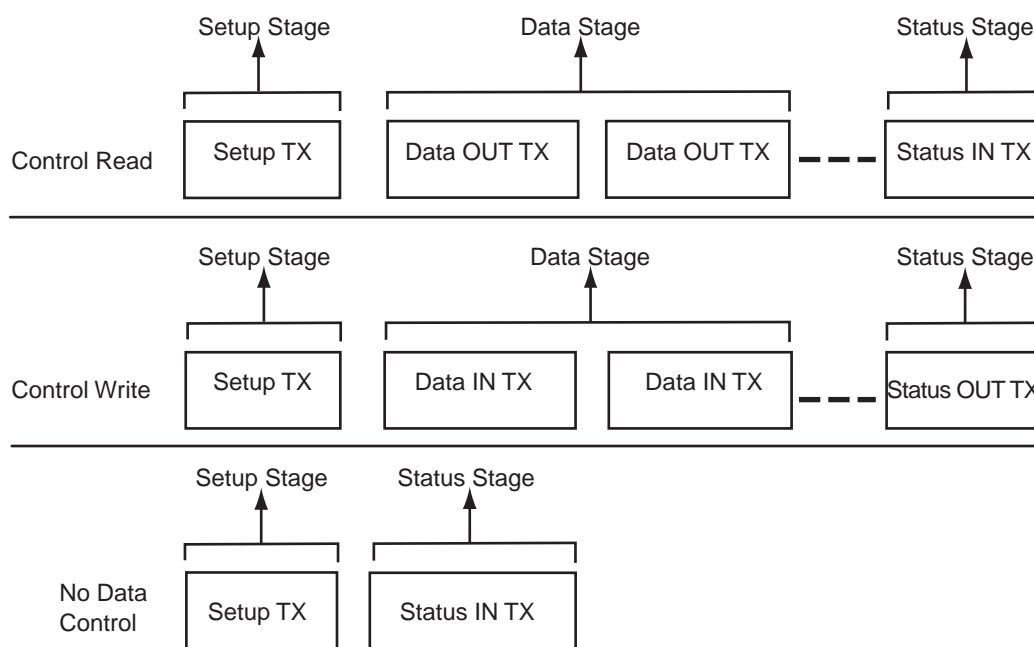 Setup Stage Data Stage Status Stage
Control Read Setup TX Data OUT TX Data OUT TX Status IN TX
Setup Stage Data Stage Status Stage
Control Write Setup TX Data IN TX Data IN TX Status OUT TX
Setup Stage Status Stage
No Data
Control
Setup TX Status IN TX